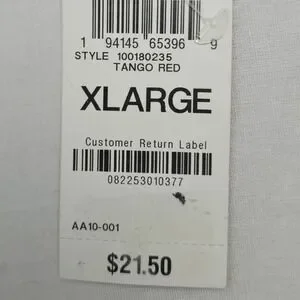 1 94145 65396 9
STYLE 100180235
TANGO RED
XLARGE
Customer Return Label
082253010377
AA10-001
$21.50